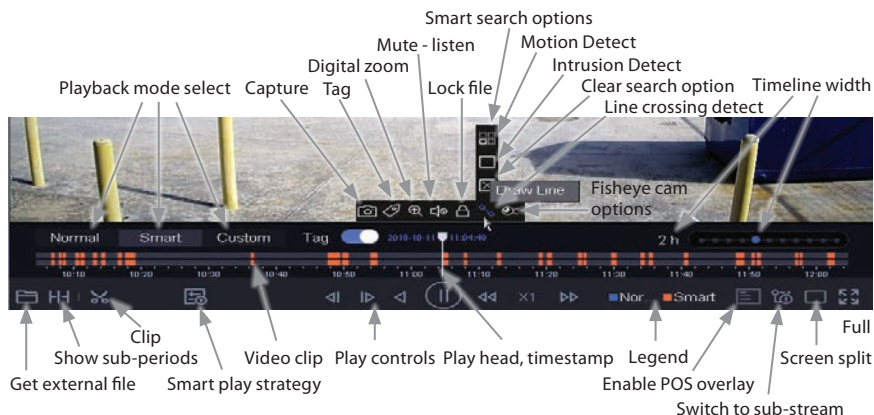 Smart search options
Mute - listen
Motion Detect
Digital zoom
Intrusion Detect
Playback mode select
Capture
Tag
Lock file
Clear search option
Timeline width
Line crossing detect
Draw Line
Fisheye cam
options
Normal
Smart
Custom
Tag
2018-10-11
11:04:40
2 h
10:10
10:20
10:30
10:40
10:50
11:00
11:10
11:20
11:30
11:40
11:50
12:00
X1
Nor...
Smart
Full
Clip
Show sub-periods
Video clip
Play controls
Play head, timestamp
Legend
Screen split
Get external file
Smart play strategy
Enable POS overlay
Switch to sub-stream